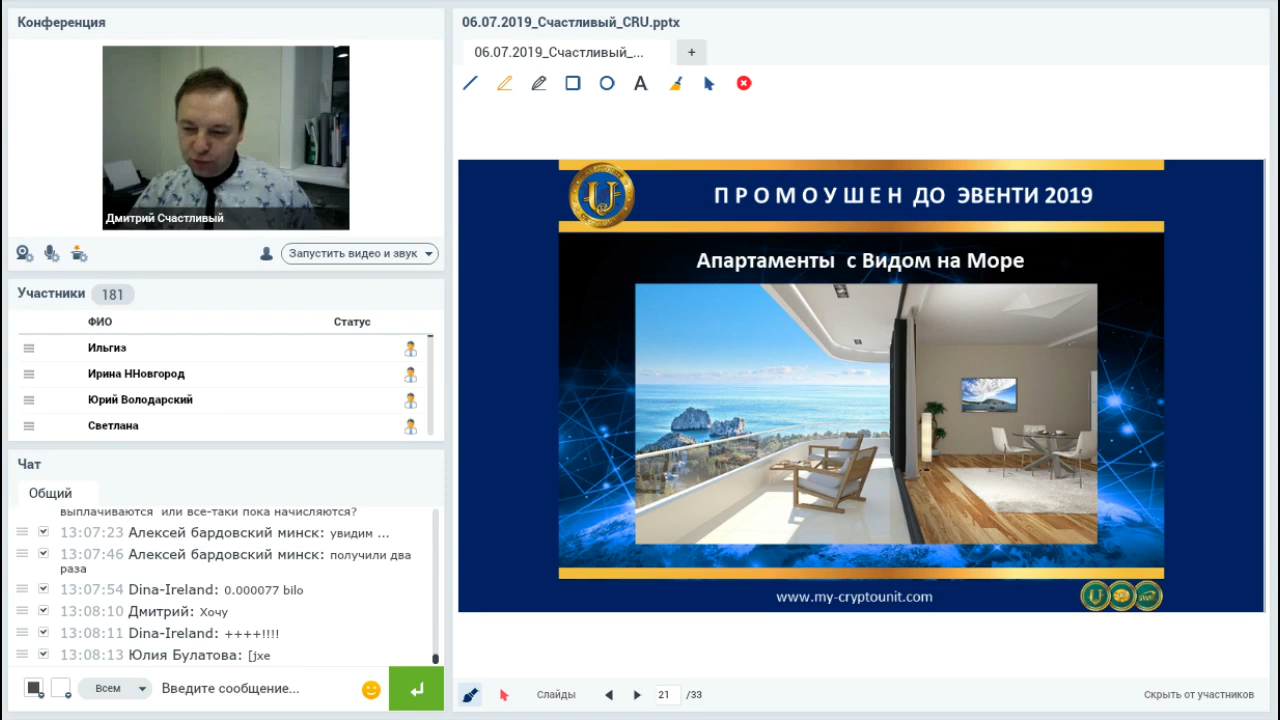 Конференция
Дмитрий Счастливый
Запустить видео и звук
Участники 181
ФИО Статус
Ильгиз
Ирина ННовгород
Юрий Володарский
Светлана
Чат
Общий
выплачиваются или все-таки пока начисляются?
13:07:23 Алексей бардовский минск: увидим ...
13:07:46 Алексей бардовский минск: получили два
раза
13:07:54 Dina-Ireland: 0.000077 bilo
13:08:10 Дмитрий: Хочу
13:08:11 Dina-Ireland: ++++!!!!
13:08:13 Юлия Булатова: [jxe
Всем Введите сообщение...
06.07.2019_Счастливый_CRU.pptx
06.07.2019_Счастливый_... +
A
П Р О М О У Ш Е Н ДО ЭВЕНТИ 2019
Апартаменты с Видом на Море
www.my-cryptounit.com
Слайды 21 /33 Скрыть от участников